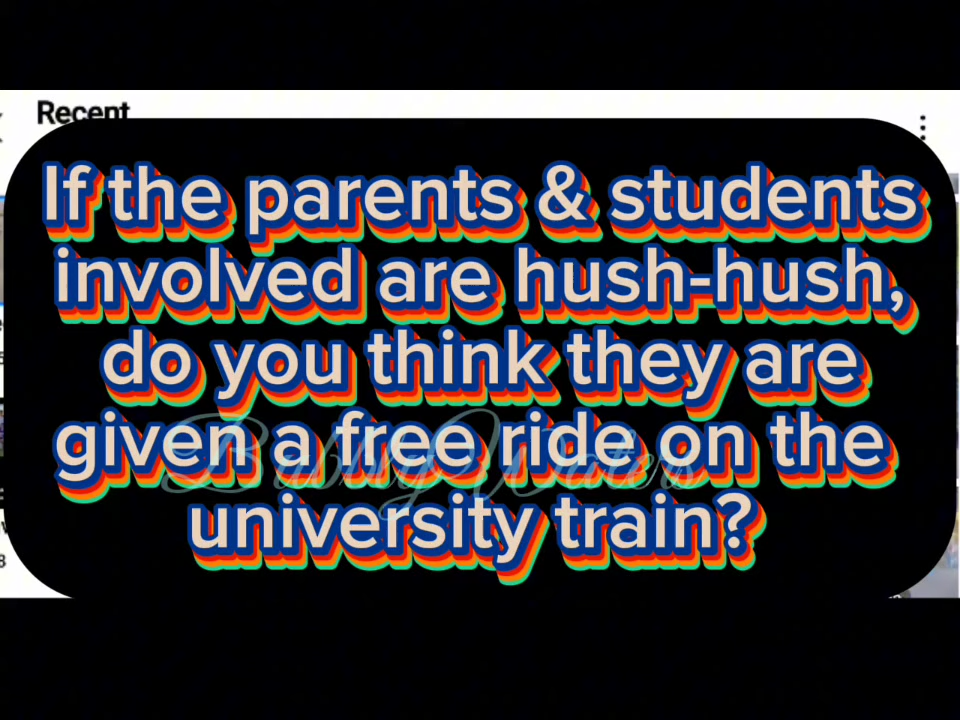 Recent
If the parents & students
involved are hush-hush,
do you think they are
given a free ride on the
university train?